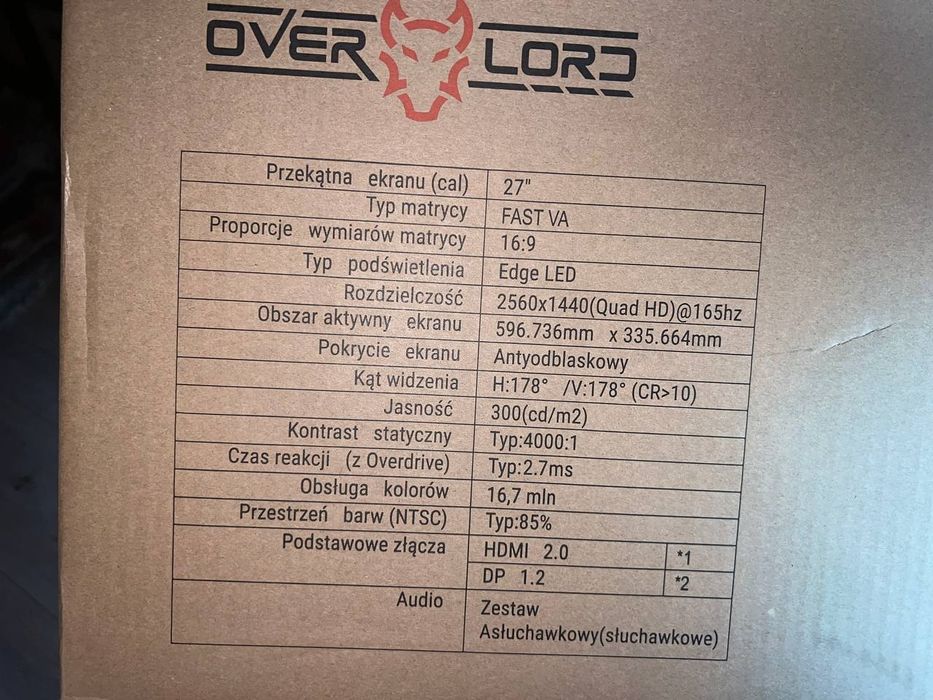 OVER LORD
Przekątna ekranu (cal) 27"
Typ matrycy FAST VA
Proporcje wymiarów matrycy 16:9
Typ podświetlenia Edge LED
Rozdzielczość 2560x1440(Quad HD)@165hz
Obszar aktywny ekranu 596.736mm x 335.664mm
Pokrycie ekranu Antyodblaskowy
Kąt widzenia H:178° /V:178° (CR>10)
Jasność 300(cd/m2)
Kontrast statyczny Typ:4000:1
Czas reakcji (z Overdrive) Typ:2.7ms
Obsługa kolorów 16,7 mln
Przestrzeń barw (NTSC) Typ:85%
Podstawowe złącza HDMI 2.0 *1
DP 1.2 *2
Audio Zestaw
Asłuchawkowy(słuchawkowe)